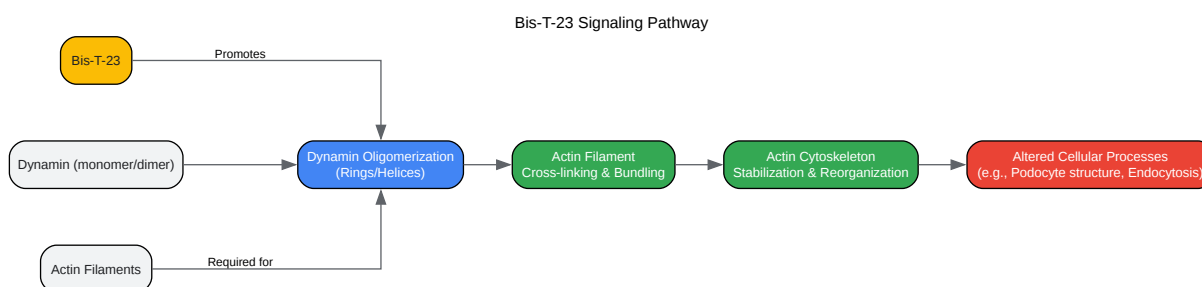 Bis-T-23 Signaling Pathway
Bis-T-23
Promotes
Dynamin (monomer/dimer)
Dynamin Oligomerization
(Rings/Helices)
Actin Filament
Cross-linking & Bundling
Actin Cytoskeleton
Stabilization & Reorganization
Altered Cellular Processes
(e.g., Podocyte structure, Endocytosis)
Actin Filaments
Required for